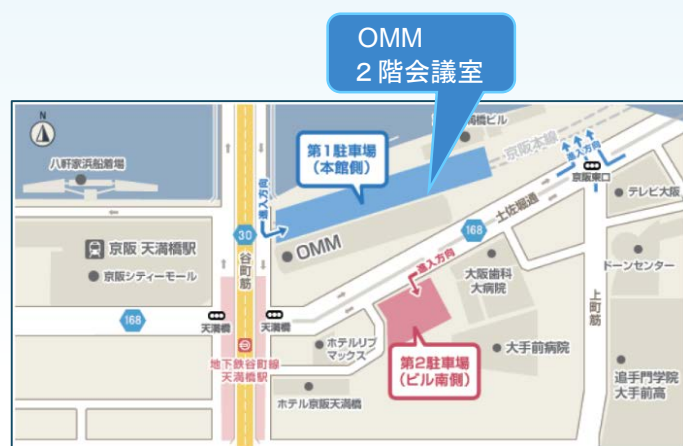 OMM
２階会議室
N
満橋ビル
京阪本線
進入方向
第1駐車場
(本館側)
八軒家浜船着場
京阪東口
テレビ大阪
進入方向
土佐堀通
30
168
OMM
谷町筋
京阪 天満橋駅
京阪シティーモール
進入方向
大阪歯科
大病院
ドーンセンター
上町筋
168
天満橋
天満橋
ホテルリブ
マックス
大手前病院
地下鉄谷町線
天満橋駅
第2駐車場
(ビル南側)
追手門学院
大手前高
ホテル京阪天満橋